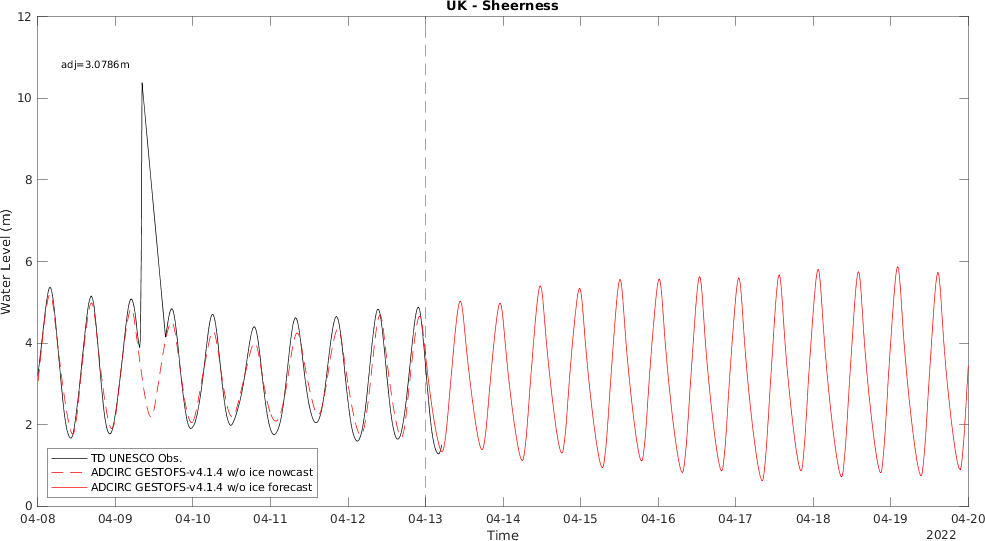 UK - Sheerness
12
adj=3.0786m
10
8
6
4
2
0
Water Level (m)
TD UNESCO Obs.
ADCIRC GESTOFS-v4.1.4 w/o ice nowcast
ADCIRC GESTOFS-v4.1.4 w/o ice forecast
04-08 04-09 04-10 04-11 04-12 04-13 04-14 04-15 04-16 04-17 04-18 04-19 04-20
Time
2022